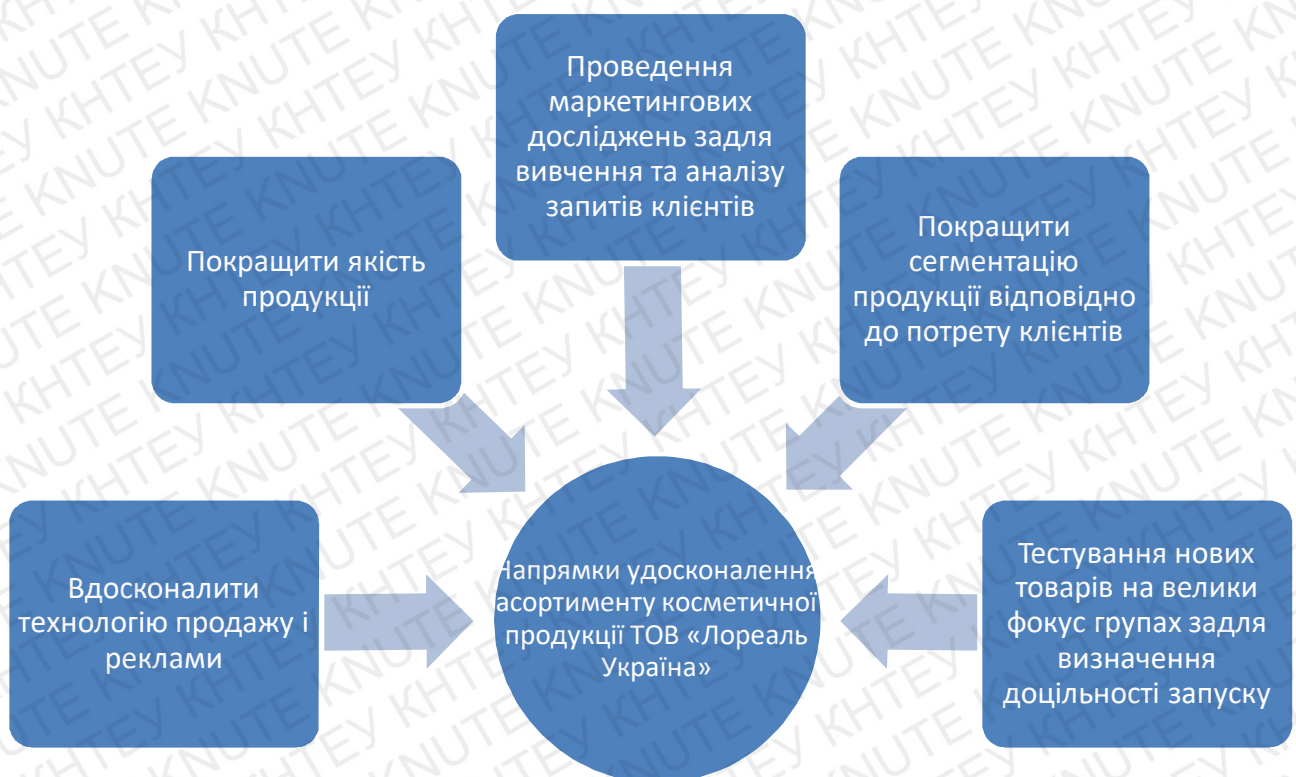 Проведення
маркетингових
досліджень задля
вивчення та аналізу
запитів клієнтів
Покращити якість
продукції
Покращити
сегментацію
продукції відповідно
до потрету клієнтів
Вдосконалити
технологію продажу і
реклами
Напрямки удосконалення
асортименту косметичної
продукції ТОВ «Лореаль
Україна»
Тестування нових
товарів на велики
фокус групах задля
визначення
доцільності запуску